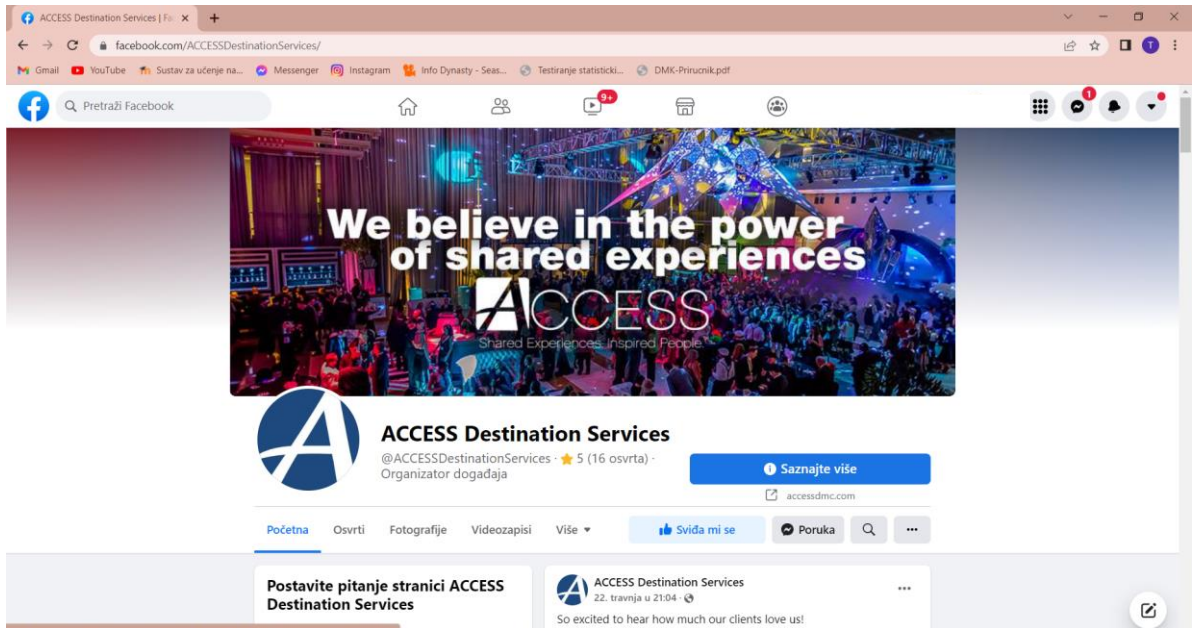 ACCESS Destination Services | Fa
facebook.com/ACCESSDestinationServices/
T
Gmail YouTube Sustav za učenje na... Messenger Instagram Info Dynasty - Seas... Testiranje statistički... DMK-Prirucnik.pdf
Pretraži Facebook
9+
1
We believe in the power
of shared experiences
ACCESS
Shared Experiences. Inspired People.
ACCESS Destination Services
@ACCESSDestinationServices · 5 (16 osvrta) ·
Organizator događaja
Saznajte više
accessdmc.com
Početna Osvrti Fotografije Videozapisi Više Sviđa mi se Poruka
Postavite pitanje stranici ACCESS
Destination Services
ACCESS Destination Services
22. travnja u 21:04 ·
So excited to hear how much our clients love us!